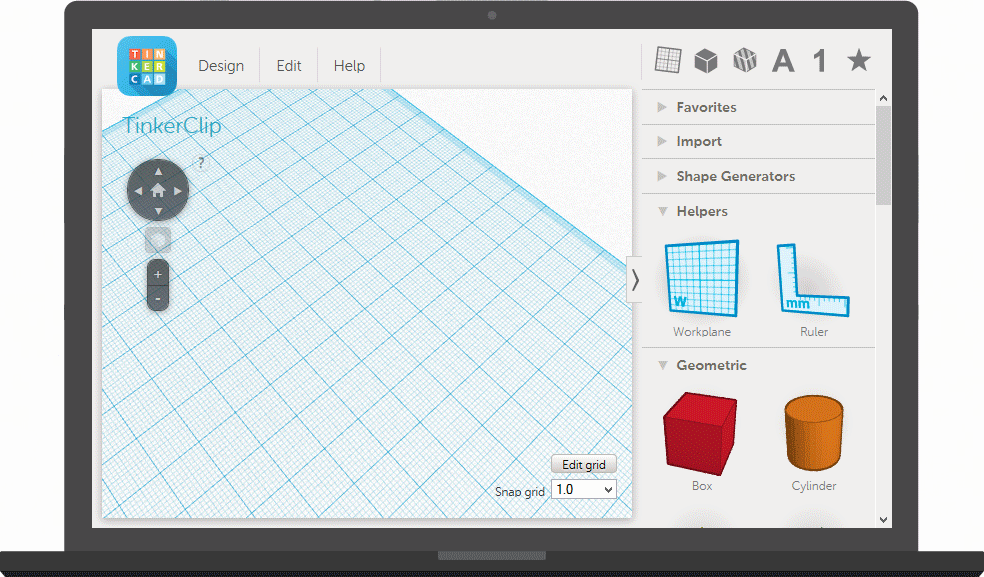 TIN
KER
CAD
Design
Edit
Help
A 1
TinkerClip
?
+
-
Edit grid
Snap grid 1.0
Favorites
Import
Shape Generators
Helpers
W
mm
Workplane Ruler
Geometric
Box Cylinder